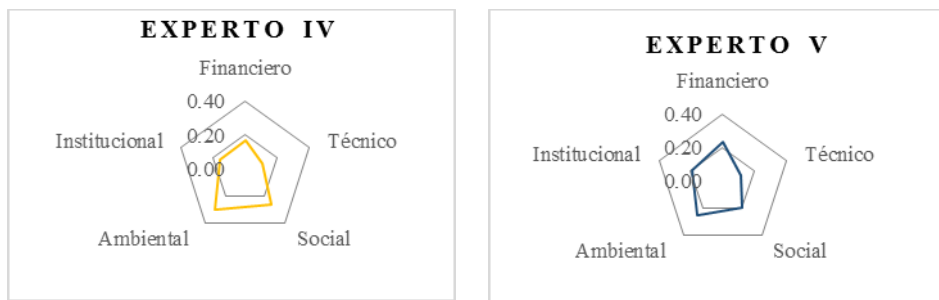 EXPERTO IV
Financiero
0.40
0.20
0.00
Institucional
Técnico
Ambiental
Social
EXPERTO V
Financiero
0.40
0.20
0.00
Institucional
Técnico
Ambiental
Social